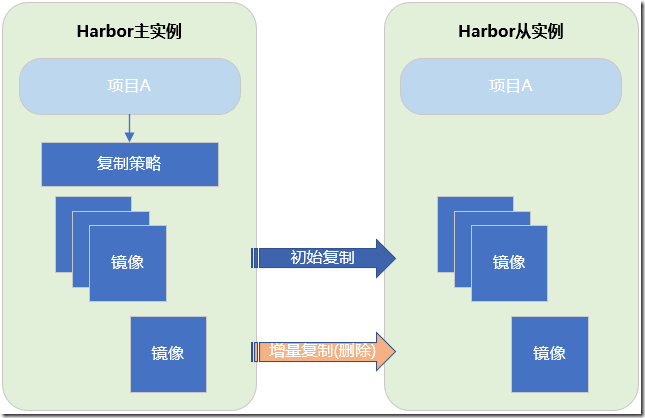 Harbor主实例
Harbor从实例
项目A
项目A
复制策略
镜像
初始复制
镜像
镜像
增量复制(删除)
镜像